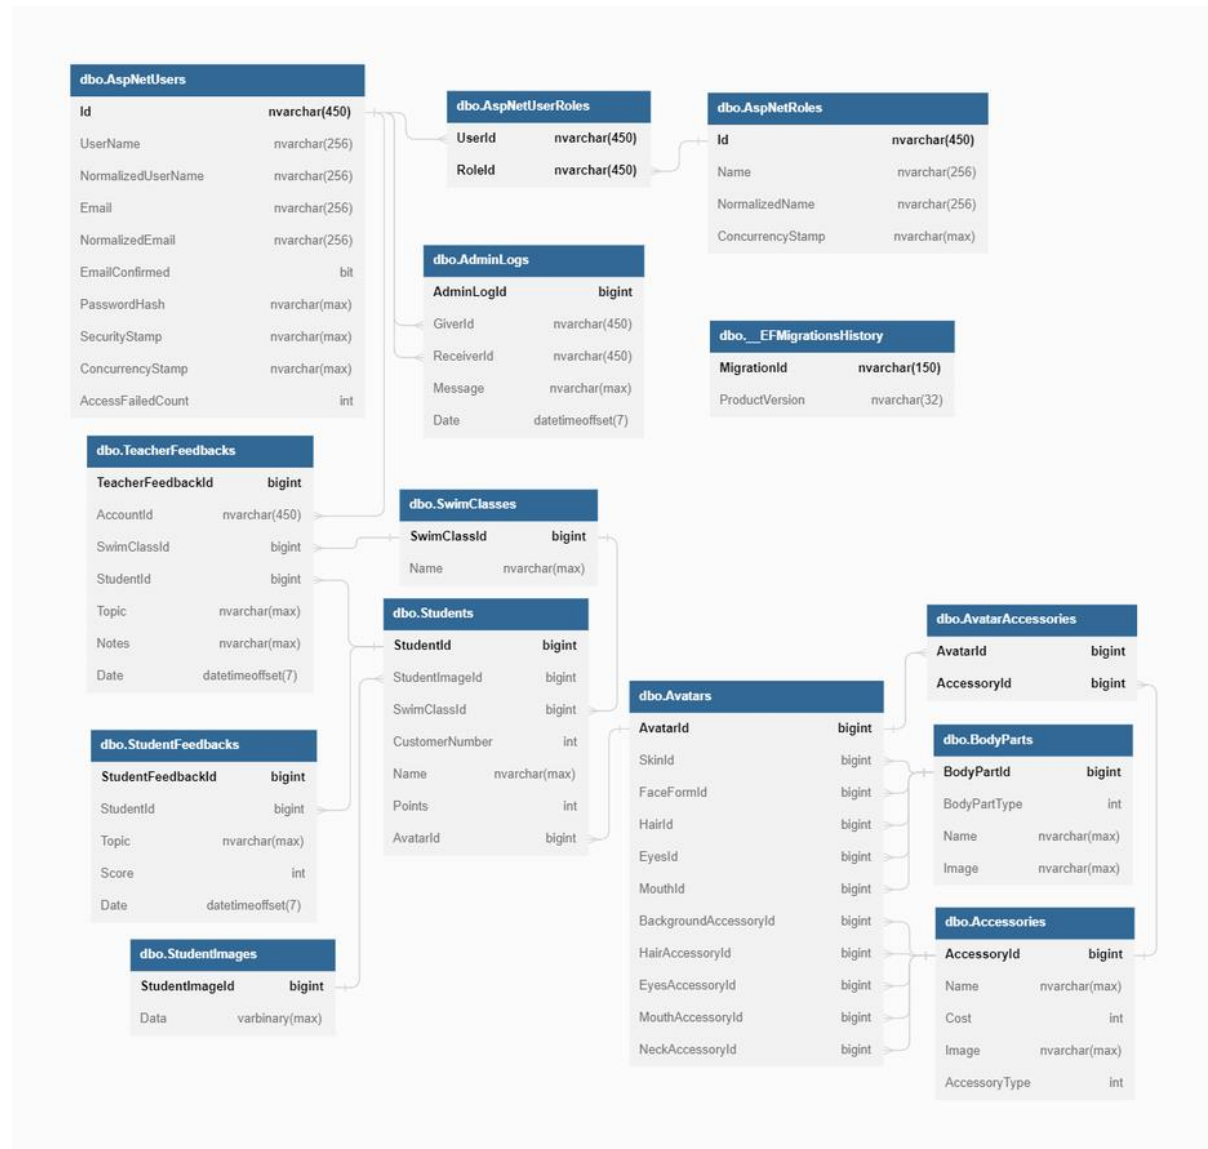 dbo.AspNetUsers
Id nvarchar(450)
UserName nvarchar(256)
NormalizedUserName nvarchar(256)
Email nvarchar(256)
NormalizedEmail nvarchar(256)
EmailConfirmed bit
PasswordHash nvarchar(max)
SecurityStamp nvarchar(max)
ConcurrencyStamp nvarchar(max)
AccessFailedCount int
dbo.AspNetUserRoles
UserId nvarchar(450)
RoleId nvarchar(450)
dbo.AspNetRoles
Id nvarchar(450)
Name nvarchar(256)
NormalizedName nvarchar(256)
ConcurrencyStamp nvarchar(max)
dbo.AdminLogs
AdminLogId bigint
GiverId nvarchar(450)
ReceiverId nvarchar(450)
Message nvarchar(max)
Date datetimeoffset(7)
dbo.__EFMigrationsHistory
MigrationId nvarchar(150)
ProductVersion nvarchar(32)
dbo.TeacherFeedbacks
TeacherFeedbackId bigint
AccountId nvarchar(450)
SwimClassId bigint
StudentId bigint
Topic nvarchar(max)
Notes nvarchar(max)
Date datetimeoffset(7)
dbo.SwimClasses
SwimClassId bigint
Name nvarchar(max)
dbo.Students
StudentId bigint
StudentImageId bigint
SwimClassId bigint
CustomerNumber int
Name nvarchar(max)
Points int
AvatarId bigint
dbo.StudentFeedbacks
StudentFeedbackId bigint
StudentId bigint
Topic nvarchar(max)
Score int
Date datetimeoffset(7)
dbo.StudentImages
StudentImageId bigint
Data varbinary(max)
dbo.Avatars
AvatarId bigint
SkinId bigint
FaceFormId bigint
HairId bigint
EyesId bigint
MouthId bigint
BackgroundAccessoryId bigint
HairAccessoryId bigint
EyesAccessoryId bigint
MouthAccessoryId bigint
NeckAccessoryId bigint
dbo.AvatarAccessories
AvatarId bigint
AccessoryId bigint
dbo.BodyParts
BodyPartId bigint
BodyPartType int
Name nvarchar(max)
Image nvarchar(max)
dbo.Accessories
AccessoryId bigint
Name nvarchar(max)
Cost int
Image nvarchar(max)
AccessoryType int